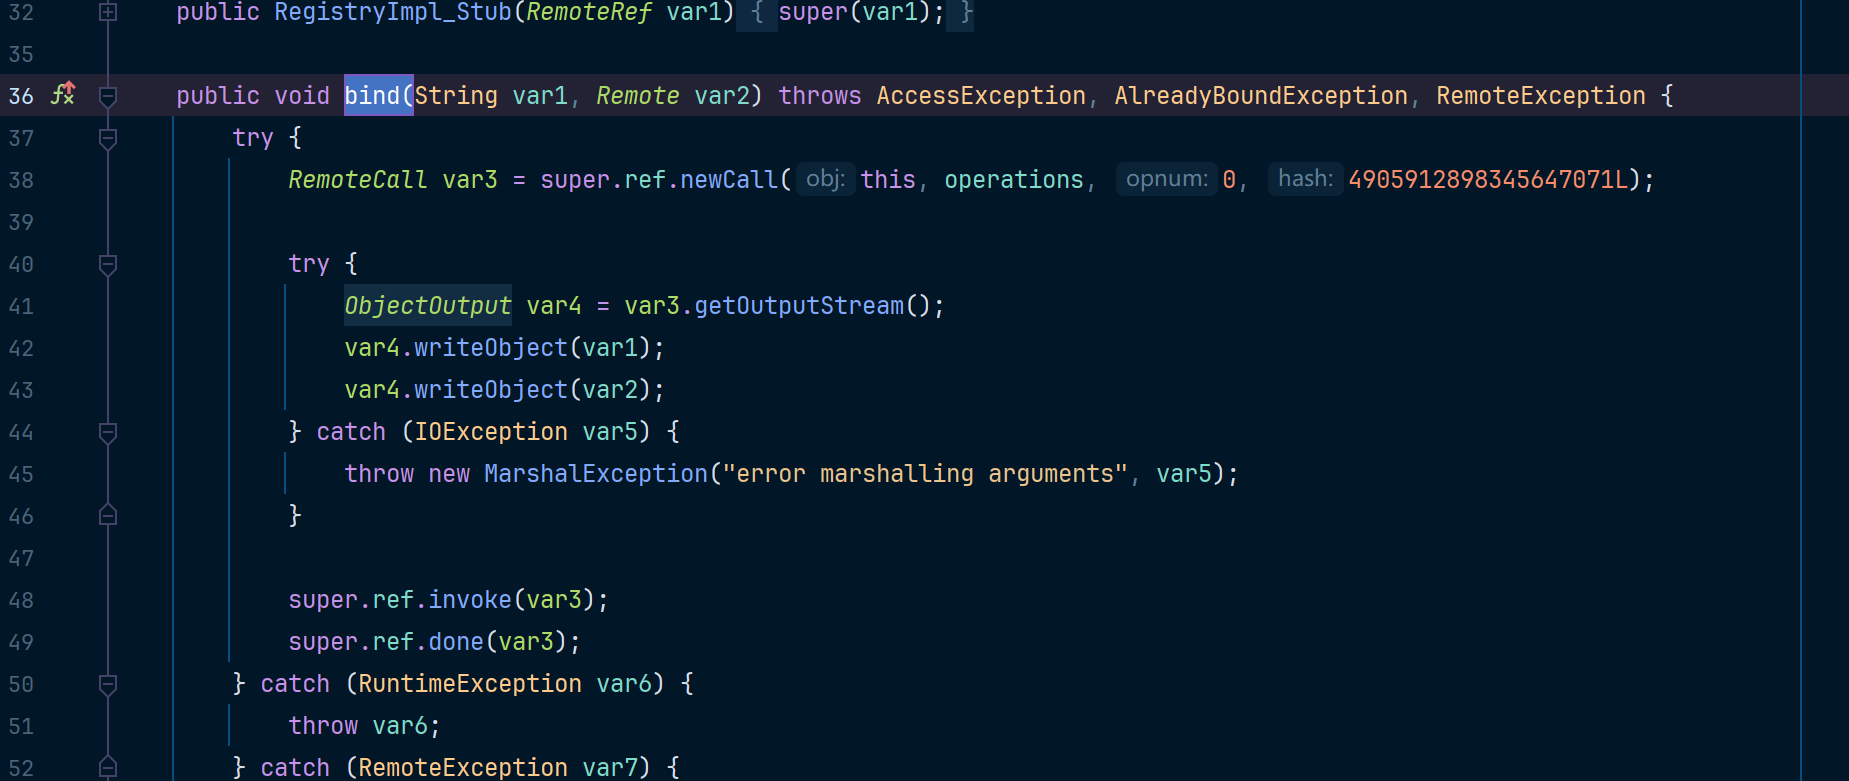 32 public RegistryImpl_Stub(RemoteRef var1) { super(var1); }
35
36 public void bind(String var1, Remote var2) throws AccessException, AlreadyBoundException, RemoteException {
37 try {
38 RemoteCall var3 = super.ref.newCall( obj: this, operations, opnum: 0, hash: 4905912898345647071L);
39
40 try {
41 ObjectOutput var4 = var3.getOutputStream();
42 var4.writeObject(var1);
43 var4.writeObject(var2);
44 } catch (IOException var5) {
45 throw new MarshalException("error marshalling arguments", var5);
46 }
47
48 super.ref.invoke(var3);
49 super.ref.done(var3);
50 } catch (RuntimeException var6) {
51 throw var6;
52 } catch (RemoteException var7) {